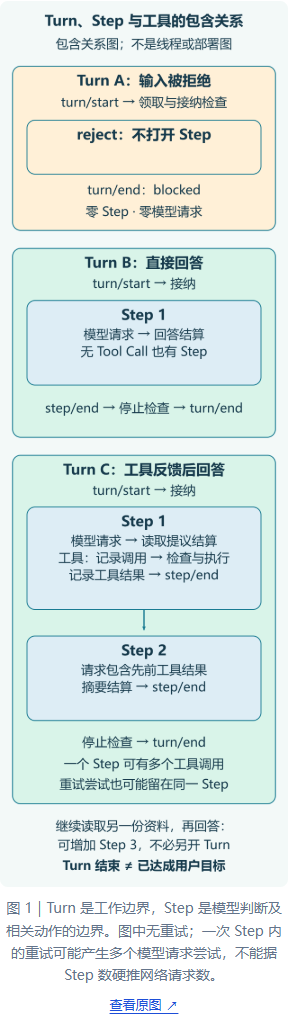 Turn、Step 与工具的包含关系
包含关系图；不是线程或部署图
Turn A：输入被拒绝
turn/start → 领取与接纳检查
reject：不打开 Step
turn/end：blocked
零 Step · 零模型请求
Turn B：直接回答
turn/start → 接纳
Step 1
模型请求 → 回答结算
无 Tool Call 也有 Step
step/end → 停止检查 → turn/end
Turn C：工具反馈后回答
turn/start → 接纳
Step 1
模型请求 → 读取提议结算
工具：记录调用 → 检查与执行
记录工具结果 → step/end
Step 2
请求包含先前工具结果
摘要结算 → step/end
停止检查 → turn/end
一个 Step 可有多个工具调用
重试尝试也可能留在同一 Step
继续读取另一份资料，再回答：
可增加 Step 3，不必另开 Turn
Turn 结束 ≠ 已达成用户目标
图 1｜Turn 是工作边界，Step 是模型判断及
相关动作的边界。图中无重试；一次 Step 内
的重试可能产生多个模型请求尝试，不能据
Step 数硬推网络请求数。
查看原图 ↗